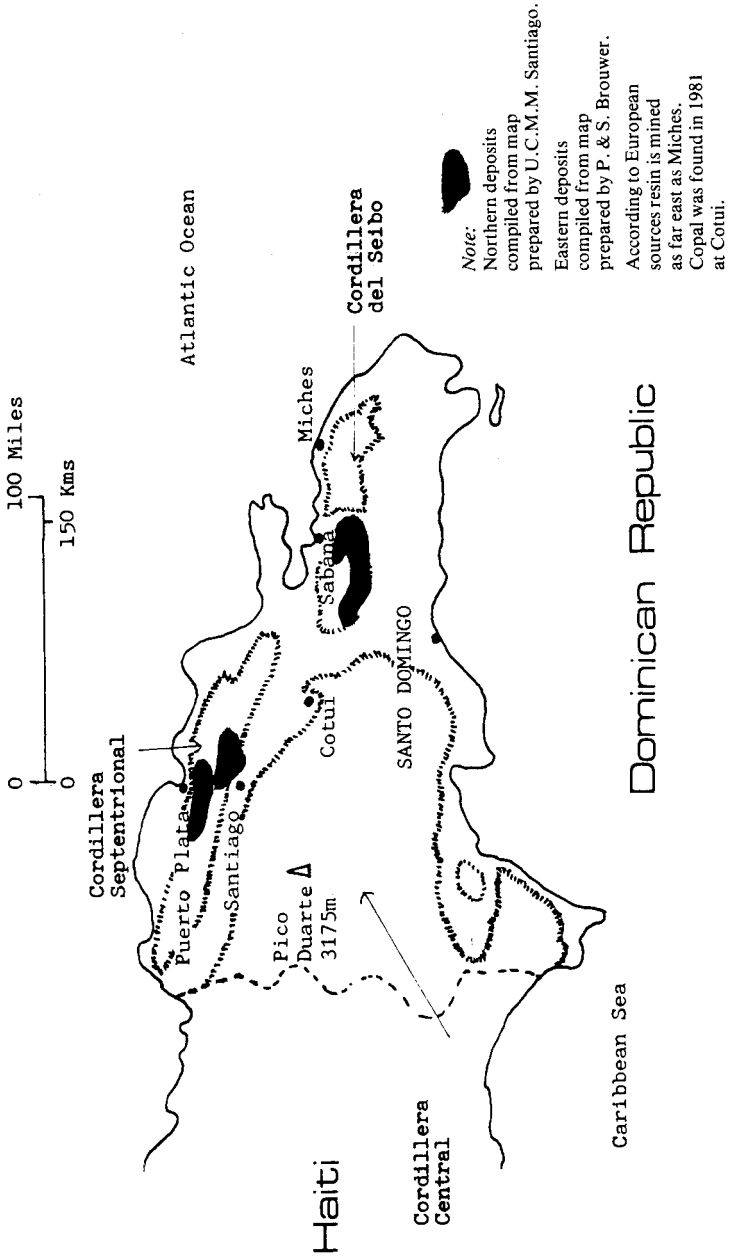 0
100 Miles
0
150 Kms
Atlantic Ocean
Cordillera
Septentrional
Puerto Plata
Santiago
Pico
Duarte
3175m
Cotui
Sabana
Miches
Cordillera
del Seibo
SANTO DOMINGO
Haiti
Cordillera
Central
Caribbean Sea
Dominican Republic
Note:
Northern deposits
compiled from map
prepared by U.C.M.M. Santiago.
Eastern deposits
compiled from map
prepared by P. & S. Brouwer.
According to European
sources resin is mined
as far east as Miches.
Copal was found in 1981
at Cotui.